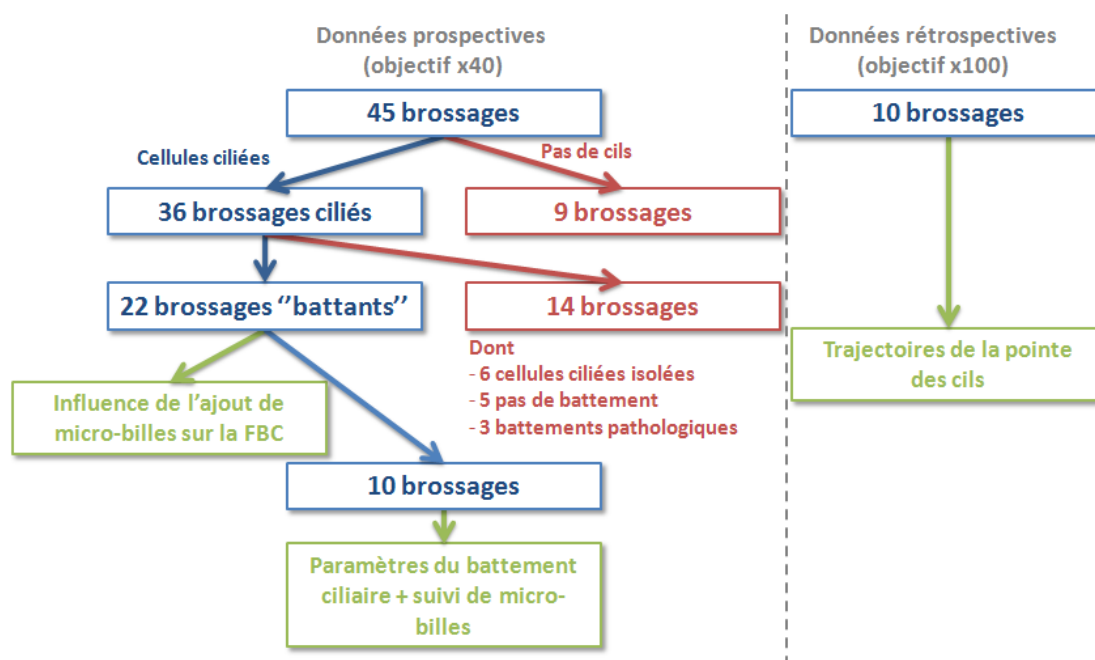 Données prospectives
(objectif x40)
45 brossages
Cellules ciliées
Pas de cils
36 brossages ciliés
9 brossages
22 brossages ‘‘battants’’
14 brossages
Dont
- 6 cellules ciliées isolées
- 5 pas de battement
- 3 battements pathologiques
Influence de l’ajout de
micro-billes sur la FBC
10 brossages
Paramètres du battement
ciliaire + suivi de micro-
billes
Données rétrospectives
(objectif x100)
10 brossages
Trajectoires de la pointe
des cils